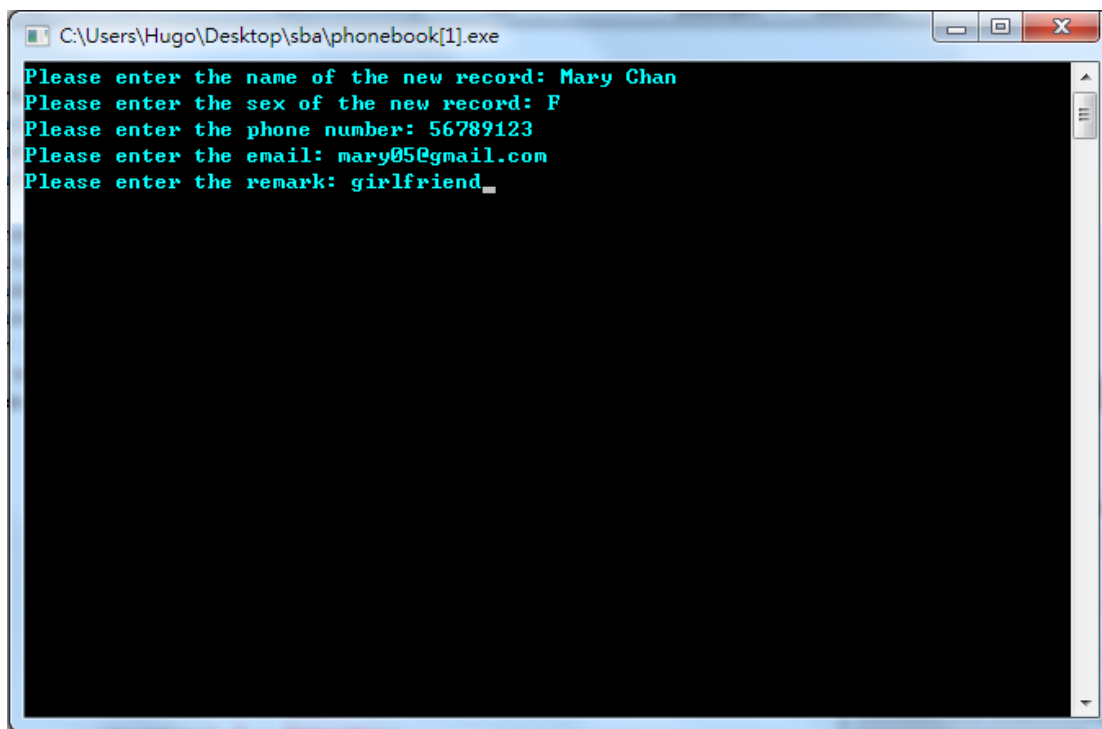 C:\Users\Hugo\Desktop\sba\phonebook[1].exe
Please enter the name of the new record: Mary Chan
Please enter the sex of the new record: F
Please enter the phone number: 56789123
Please enter the email: mary05@gmail.com
Please enter the remark: girlfriend_